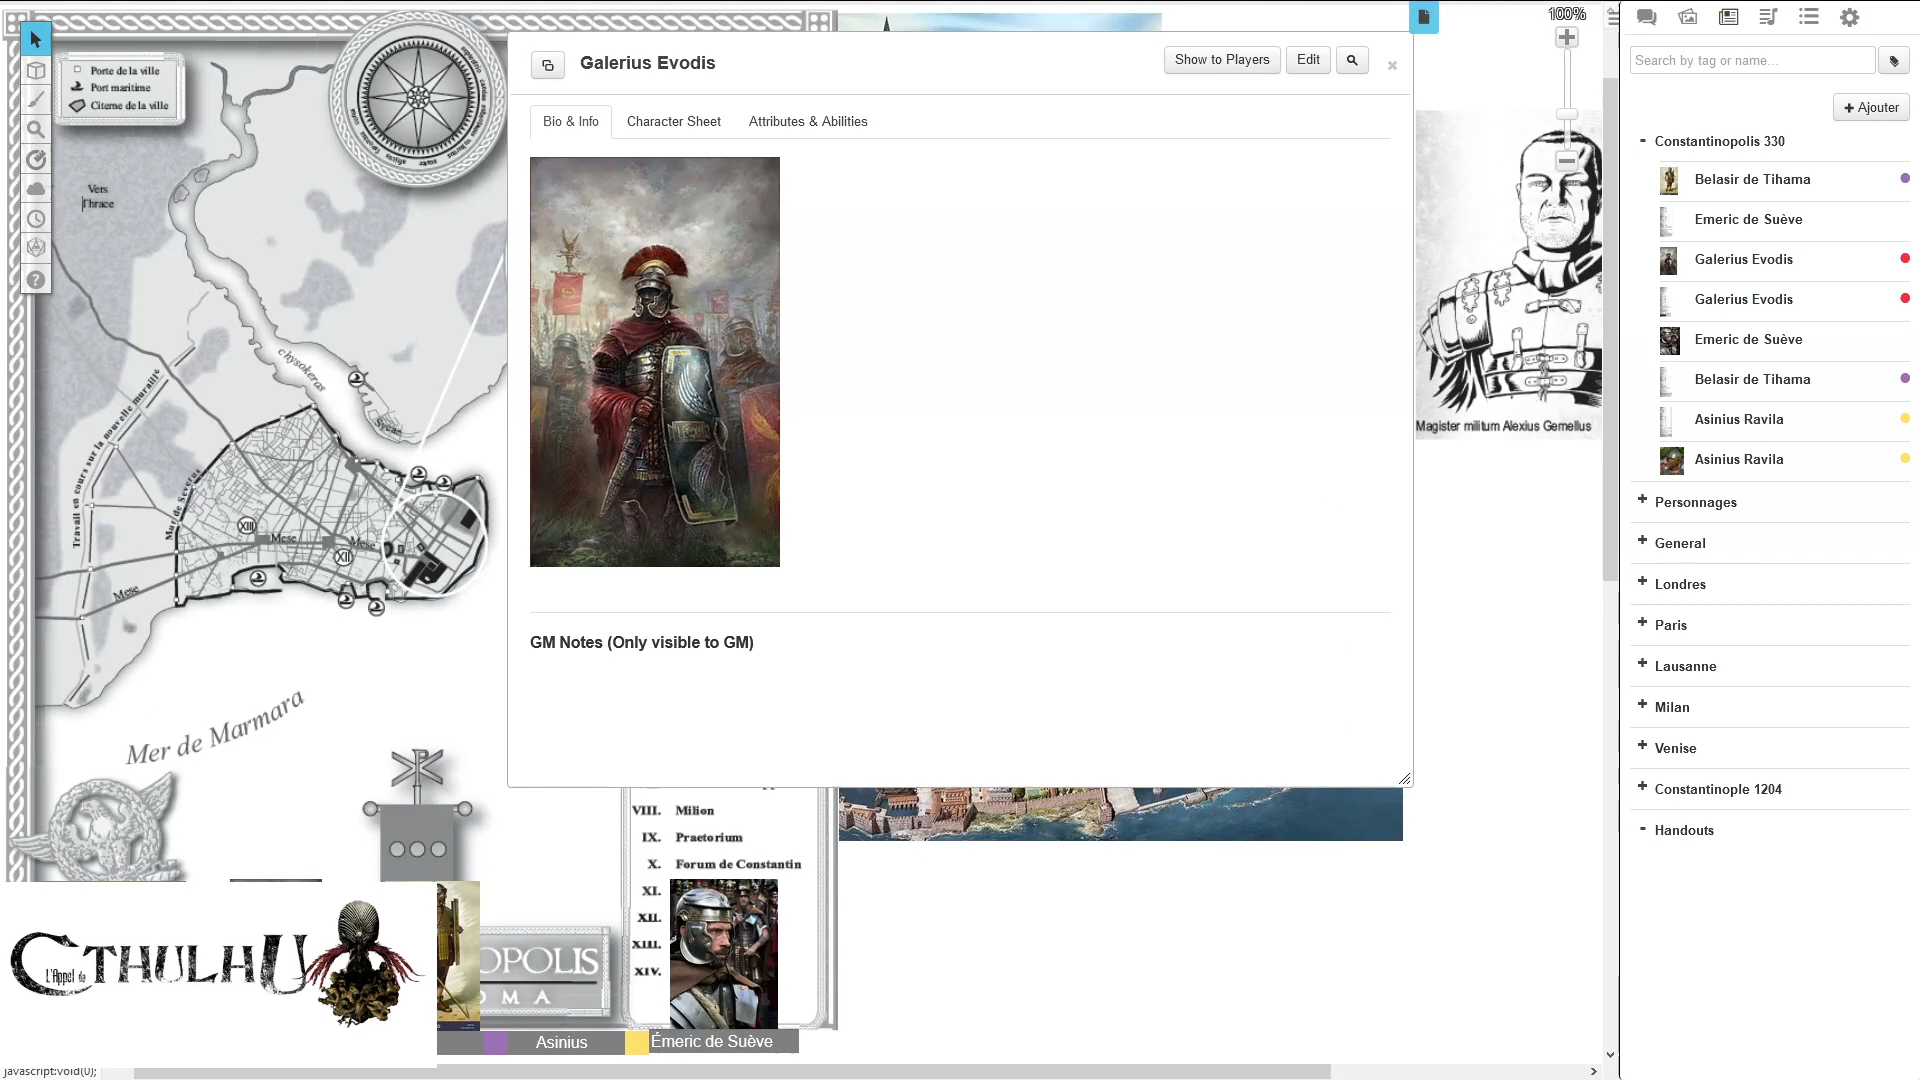 Porte de la ville
Port maritime
Citerne de la ville
Vers
Thrace
chysokeras
Sycae
Travail en cours sur la nouvelle muraille
Mur de Severus
XIII
Mese
XII
Mese
Mese
Mer de Marmara
Galerius Evodis
Show to Players
Edit
Bio & Info
Character Sheet
Attributes & Abilities
GM Notes (Only visible to GM)
100%
Magister militum Alexius Gemellus
VIII. Milion
IX. Praetorium
X. Forum de Constantin
XI.
XII.
XIII.
XIV.
OPOLIS
OMA
L'Appel de
CTHULHU
Asinius
Émeric de Suève
javascript:void(0);
Search by tag or name...
+ Ajouter
- Constantinopolis 330
Belasir de Tihama
Emeric de Suève
Galerius Evodis
Galerius Evodis
Emeric de Suève
Belasir de Tihama
Asinius Ravila
Asinius Ravila
+ Personnages
+ General
+ Londres
+ Paris
+ Lausanne
+ Milan
+ Venise
+ Constantinople 1204
- Handouts